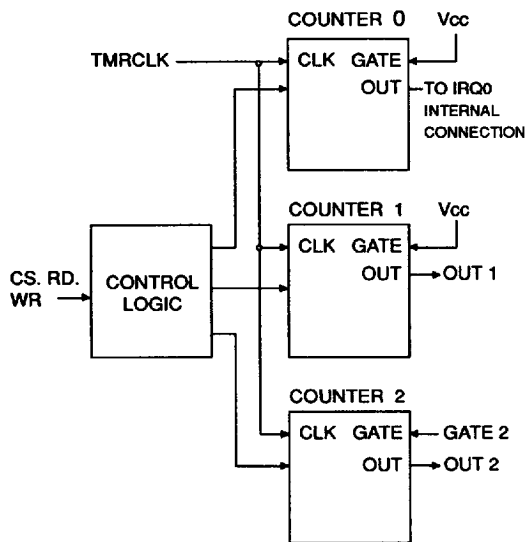 COUNTER 0
Vcc
TMRCLK
CLK GATE
OUT
TO IRQ0
INTERNAL
CONNECTION
COUNTER 1
Vcc
CLK GATE
OUT
OUT 1
CS. RD.
WR
CONTROL
LOGIC
COUNTER 2
CLK GATE
GATE 2
OUT
OUT 2